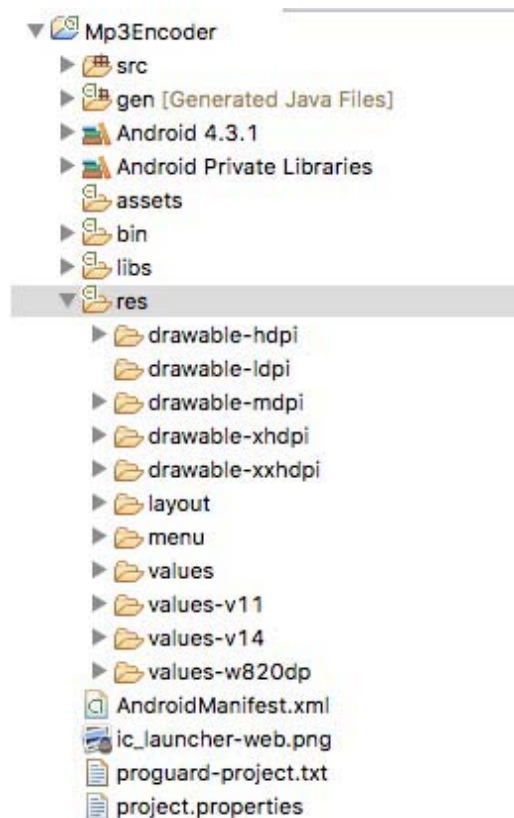 Mp3Encoder
src
gen [Generated Java Files]
Android 4.3.1
Android Private Libraries
assets
bin
libs
res
drawable-hdpi
drawable-ldpi
drawable-mdpi
drawable-xhdpi
drawable-xxhdpi
layout
menu
values
values-v11
values-v14
values-w820dp
AndroidManifest.xml
ic_launcher-web.png
proguard-project.txt
project.properties